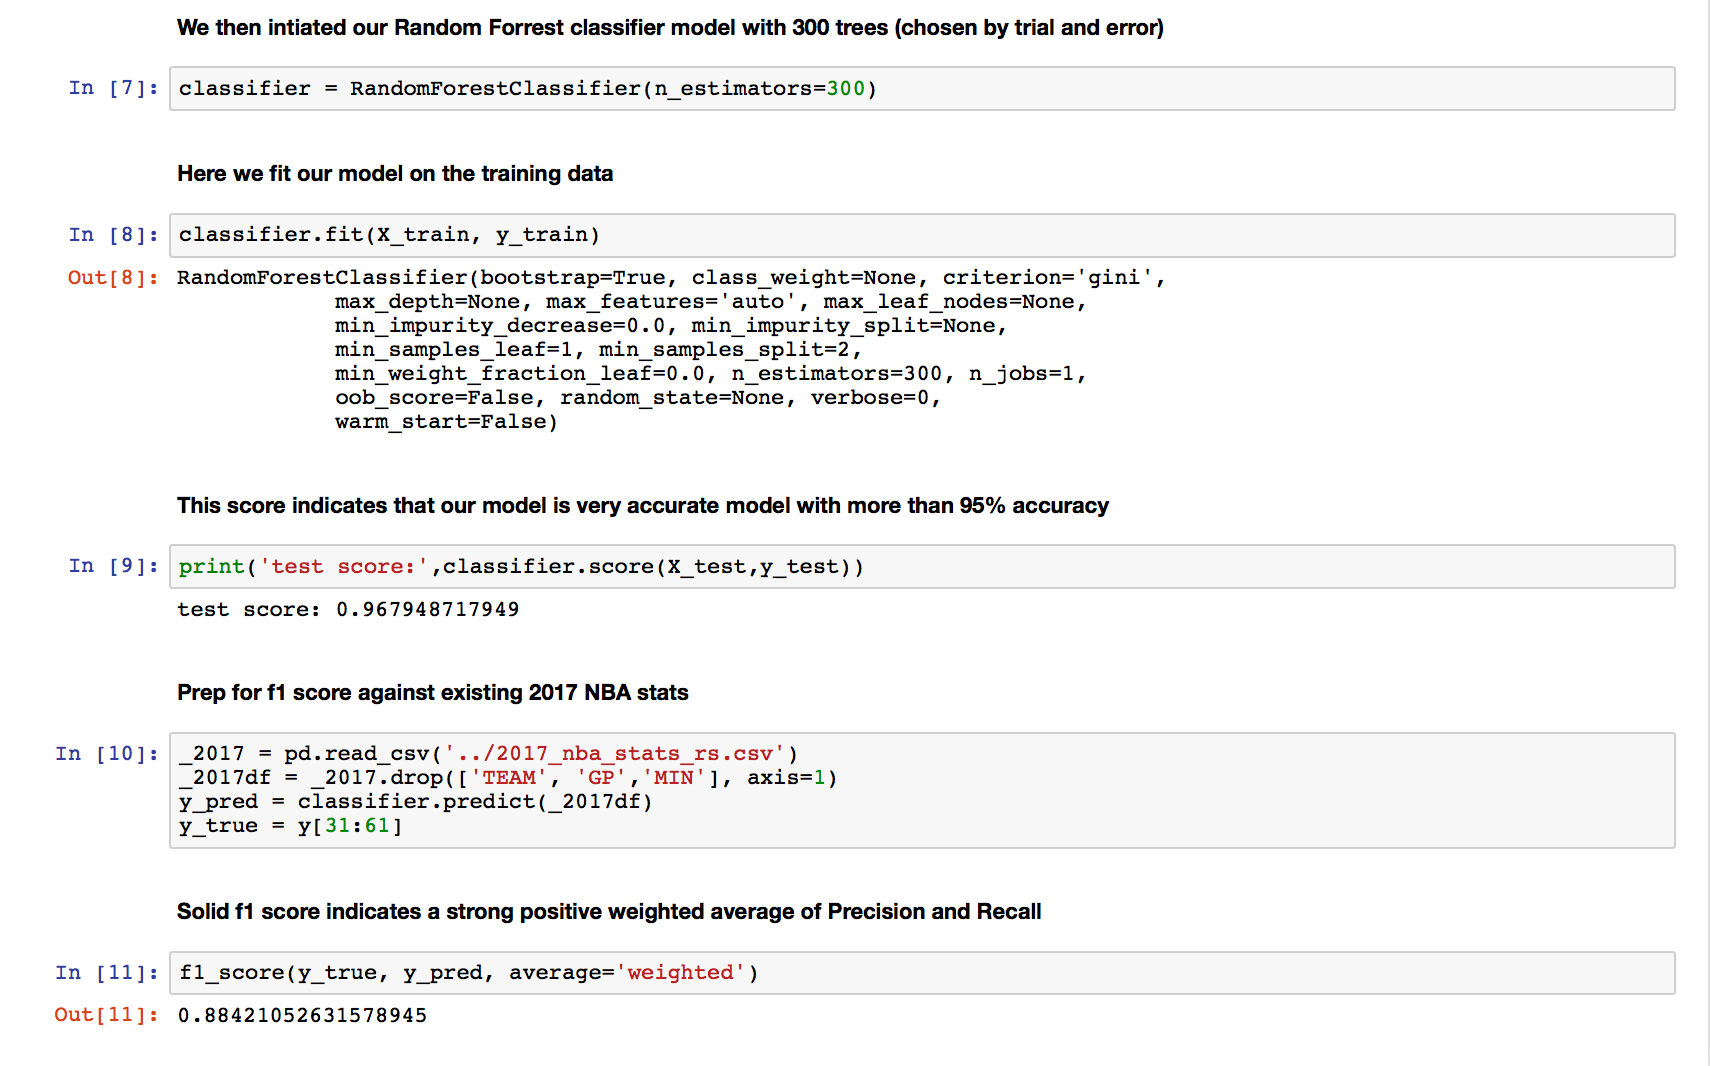 We then intiated our Random Forrest classifier model with 300 trees (chosen by trial and error)
In [7]: classifier = RandomForestClassifier(n_estimators=300)
Here we fit our model on the training data
In [8]: classifier.fit(X_train, y_train)
Out[8]: RandomForestClassifier(bootstrap=True, class_weight=None, criterion='gini',
max_depth=None, max_features='auto', max_leaf_nodes=None,
min_impurity_decrease=0.0, min_impurity_split=None,
min_samples_leaf=1, min_samples_split=2,
min_weight_fraction_leaf=0.0, n_estimators=300, n_jobs=1,
oob_score=False, random_state=None, verbose=0,
warm_start=False)
This score indicates that our model is very accurate model with more than 95% accuracy
In [9]: print('test score:',classifier.score(X_test,y_test))
test score: 0.967948717949
Prep for f1 score against existing 2017 NBA stats
In [10]: _2017 = pd.read_csv('../2017_nba_stats_rs.csv')
_2017df = _2017.drop(['TEAM', 'GP','MIN'], axis=1)
y_pred = classifier.predict(_2017df)
y_true = y[31:61]
Solid f1 score indicates a strong positive weighted average of Precision and Recall
In [11]: f1_score(y_true, y_pred, average='weighted')
Out[11]: 0.88421052631578945